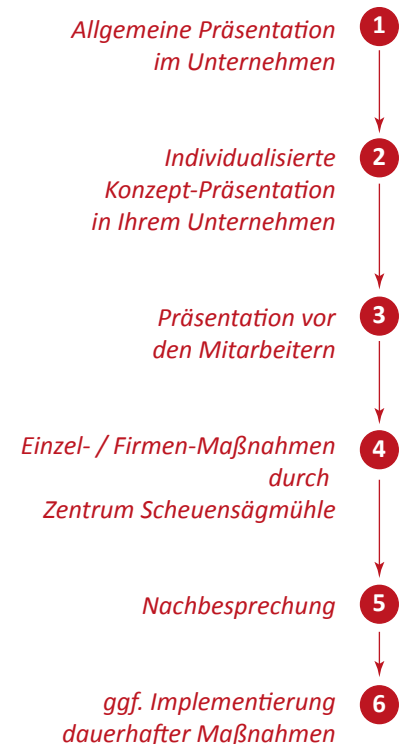 Allgemeine Präsentation
im Unternehmen
1
Individualisierte
Konzept-Präsentation
in Ihrem Unternehmen
2
Präsentation vor
den Mitarbeitern
3
Einzel- / Firmen-Maßnahmen
durch
Zentrum Scheuensägmühle
4
Nachbesprechung
5
ggf. Implementierung
dauerhafter Maßnahmen
6